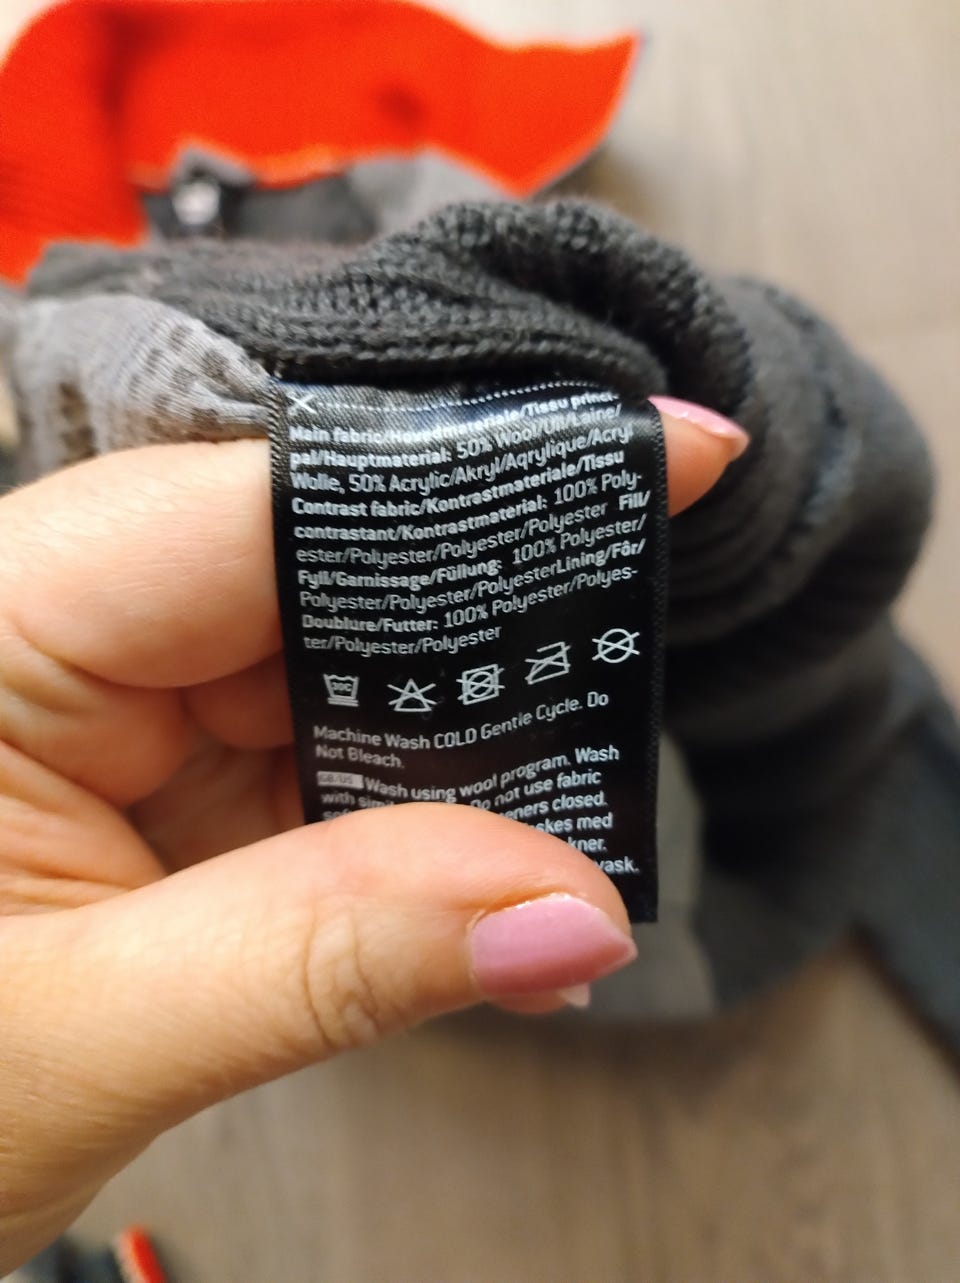 Main fabric/Hovedmateriale/Tissu princi-
pal/Hauptmaterial: 50% Wool/Ull/Laine/
Wolle, 50% Acrylic/Akryl/Aqrylique/Acryl
Contrast fabric/Kontrastmateriale/Tissu
contrastant/Kontrastmaterial: 100% Poly-
ester/Polyester/Polyester/Polyester Fill/
Fyll/Garnissage/Füllung: 100% Polyester/
Polyester/Polyester/PolyesterLining/Fôr/
Doublure/Futter: 100% Polyester/Polyes-
ter/Polyester/Polyester
30C
Machine Wash COLD Gentle Cycle. Do
Not Bleach.
GB/US Wash using wool program. Wash
with Do not use fabric
closed.
med
vask.